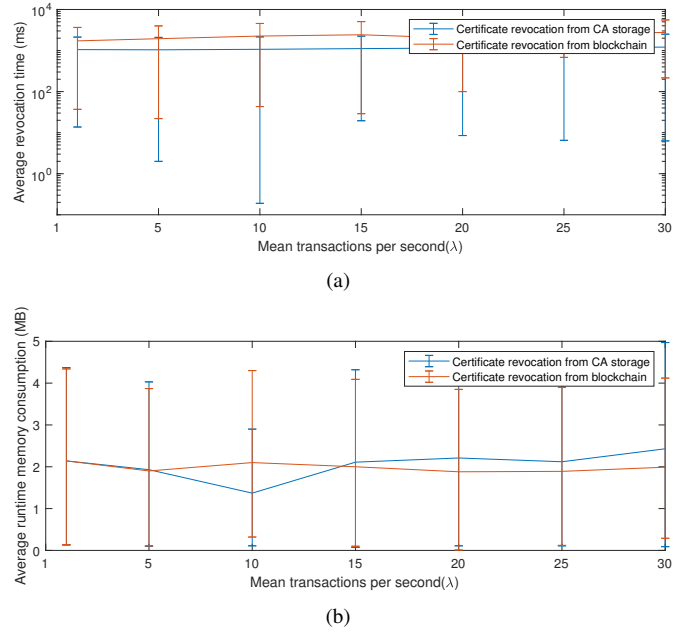 10^4
10^2
10^0
Average revocation time (ms)
Certificate revocation from CA storage
Certificate revocation from blockchain
1 5 10 15 20 25 30
Mean transactions per second(λ)
(a)
5
4
3
2
1
0
Average runtime memory consumption (MB)
Certificate revocation from CA storage
Certificate revocation from blockchain
1 5 10 15 20 25 30
Mean transactions per second(λ)
(b)